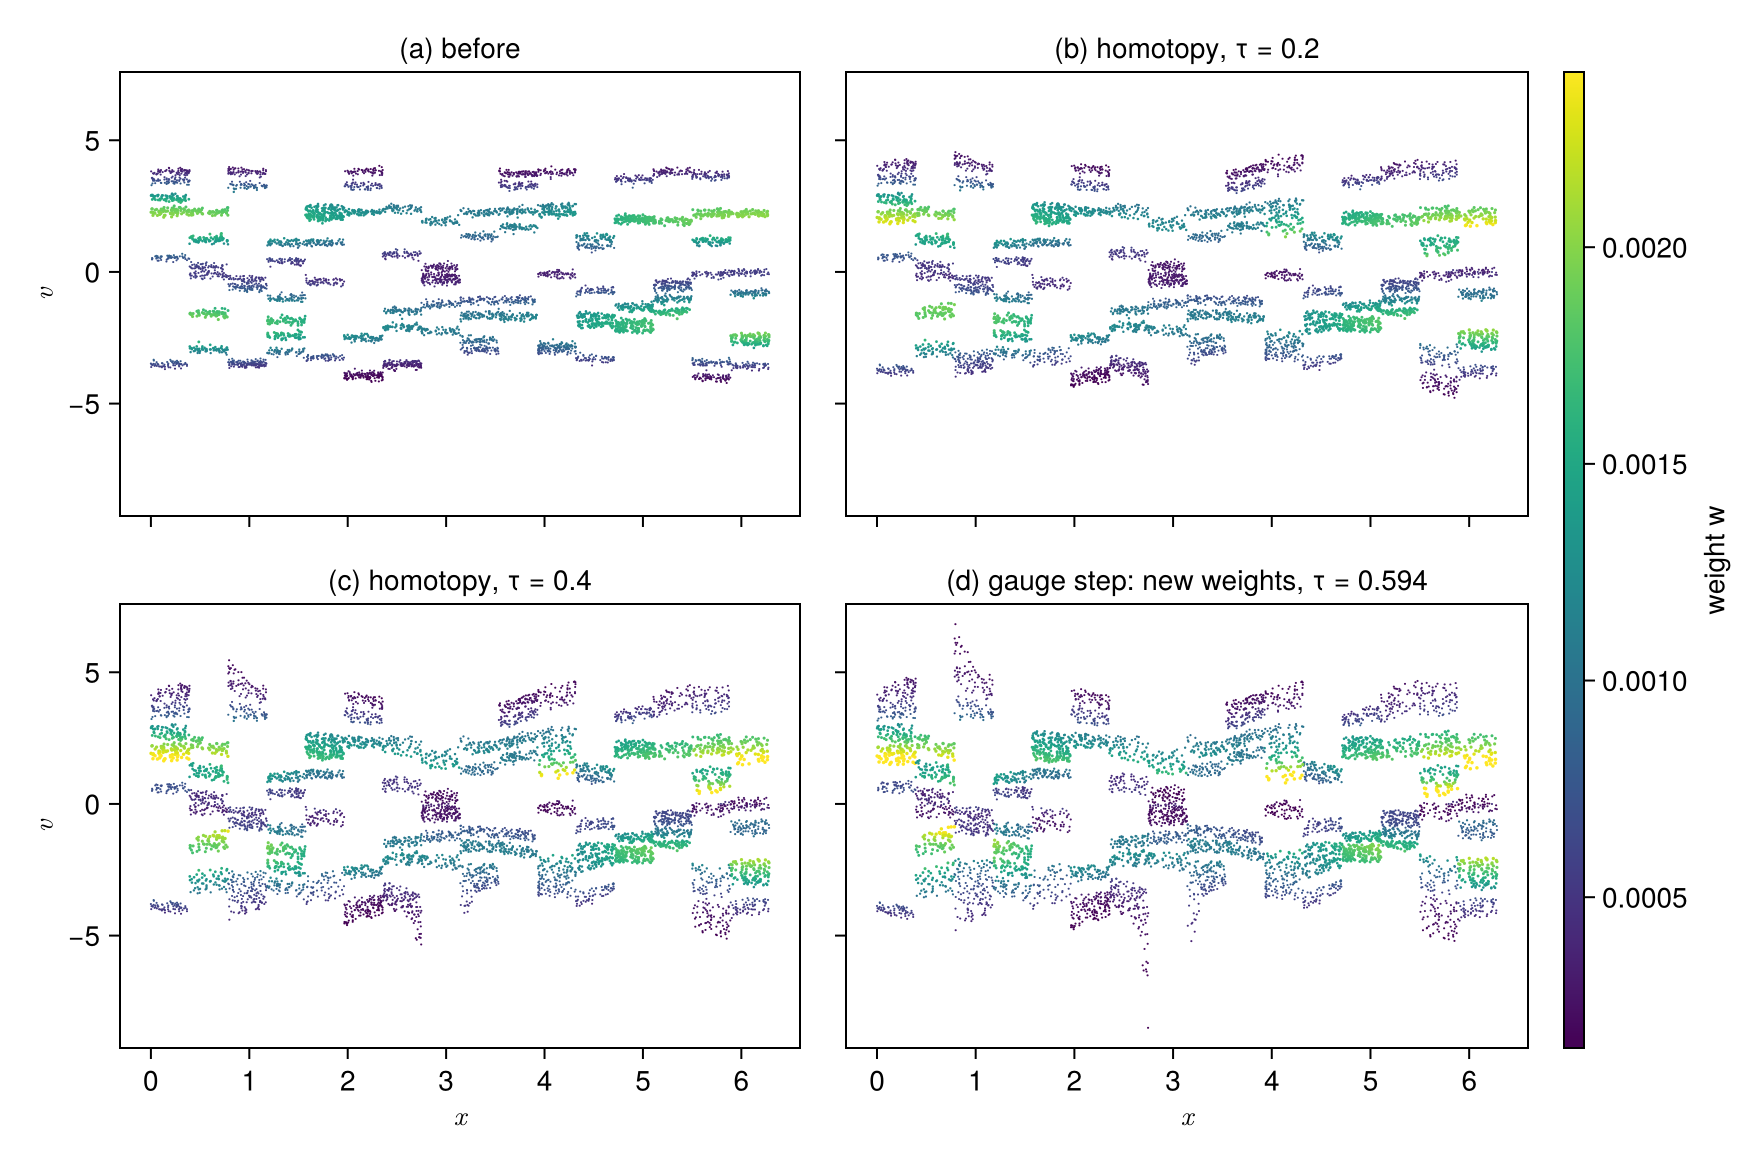 (a) before
(b) homotopy, τ = 0.2
5
0
−5
v
0.0020
0.0015
0.0010
0.0005
weight w
(c) homotopy, τ = 0.4
(d) gauge step: new weights, τ = 0.594
5
0
−5
v
0 1 2 3 4 5 6
0 1 2 3 4 5 6
x
x